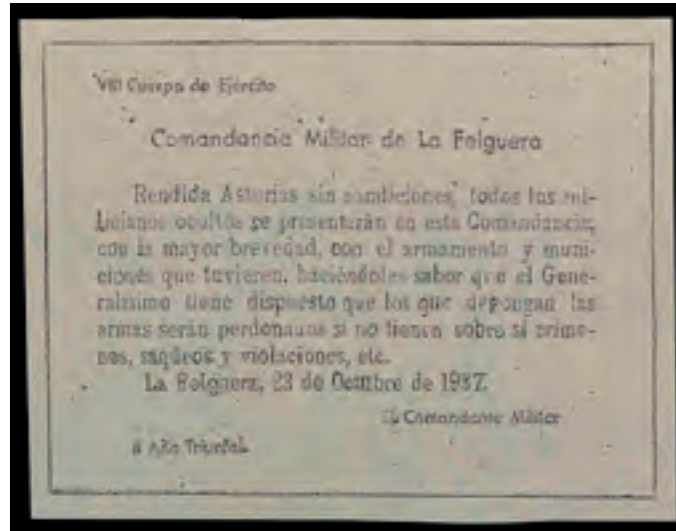 VIII Cuerpo de Ejército
Comandancia Militar de La Felguera
Rendida Asturias sin condiciones, todos los mi-
licianos ocultos se presentarán en esta Comandancia,
con la mayor brevedad, con el armamento y muni-
ciones que tuvieren, haciéndoles saber que el Gene-
ralísimo tiene dispuesto que los que depongan las
armas serán perdonados si no tienen sobre sí críme-
nes, saqueos y violaciones, etc.
La Felguera, 23 de Octubre de 1937.
El Comandante Militar
II Año Triunfal.